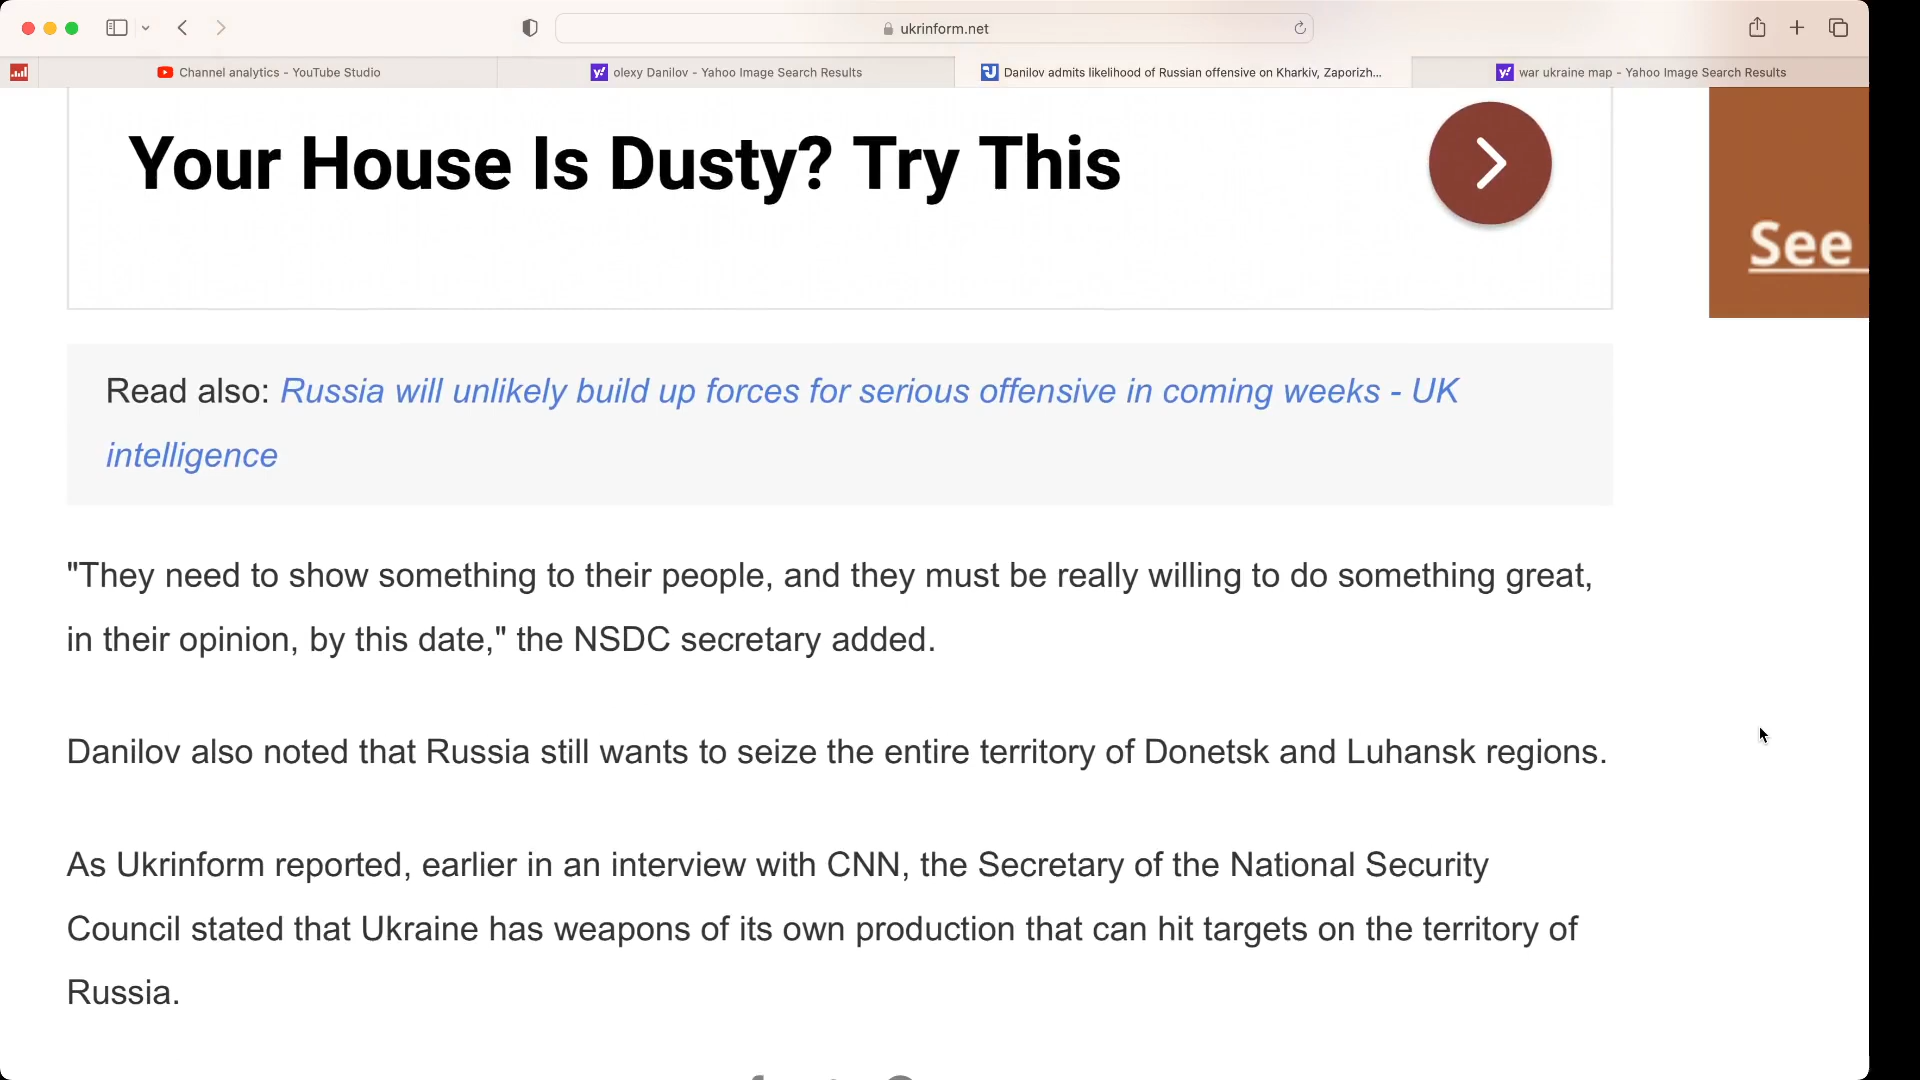 ukrinform.net
Channel analytics - YouTube Studio
olexy Danilov - Yahoo Image Search Results
Danilov admits likelihood of Russian offensive on Kharkiv, Zaporizh...
war ukraine map - Yahoo Image Search Results
Your House Is Dusty? Try This
See
Read also: Russia will unlikely build up forces for serious offensive in coming weeks - UK
intelligence
"They need to show something to their people, and they must be really willing to do something great,
in their opinion, by this date," the NSDC secretary added.
Danilov also noted that Russia still wants to seize the entire territory of Donetsk and Luhansk regions.
As Ukrinform reported, earlier in an interview with CNN, the Secretary of the National Security
Council stated that Ukraine has weapons of its own production that can hit targets on the territory of
Russia.